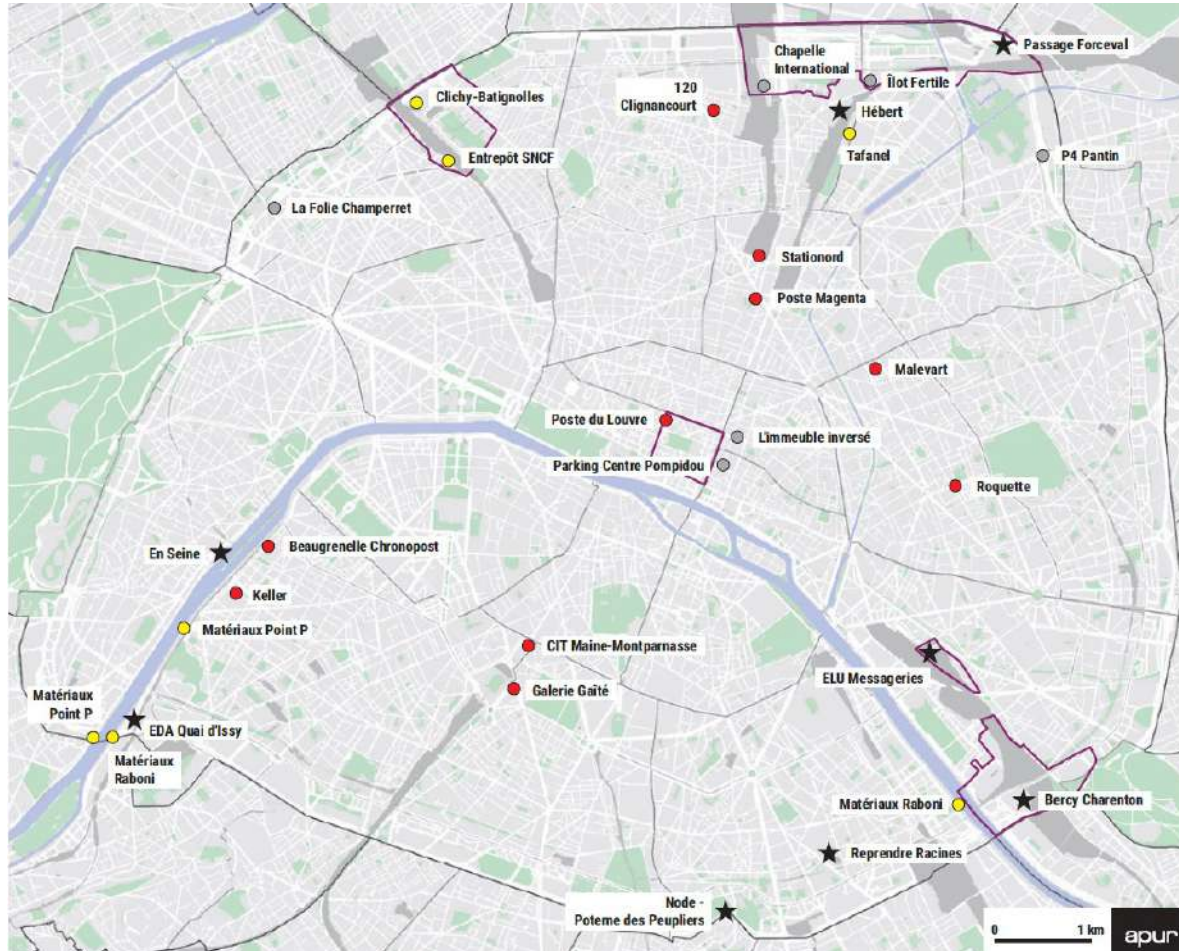 Passage Forceval
Chapelle
International
Îlot Fertile
120
Clignancourt
Clichy-Batignolles
Hébert
Tafanel
P4 Pantin
Entrepôt SNCF
La Folie Champerret
Stationord
Poste Magenta
Malevart
Poste du Louvre
L'immeuble inversé
Parking Centre Pompidou
Roquette
En Seine
Beaugrenelle Chronopost
Keller
Matériaux Point P
CIT Maine-Montparnasse
ELU Messageries
Galerie Gaîté
Matériaux
Point P
EDA Quai d'Issy
Matériaux
Raboni
Matériaux Raboni
Bercy Charenton
Reprendre Racines
Node -
Poterne des Peupliers
0 1 km
apur